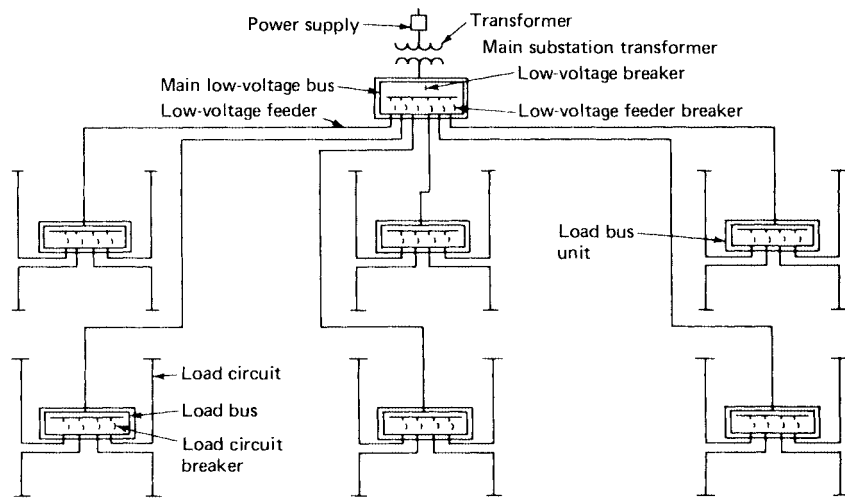 Power supply
Transformer
Main substation transformer
Low-voltage breaker
Main low-voltage bus
Low-voltage feeder
Low-voltage feeder breaker
Load bus
unit
Load circuit
Load bus
Load circuit
breaker